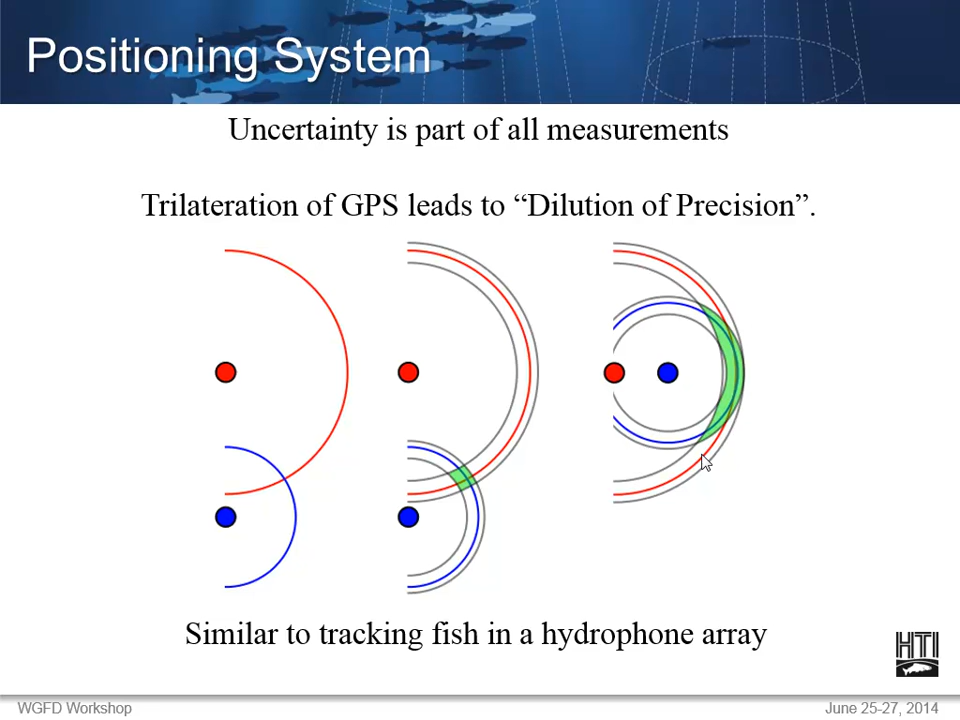 Positioning System
Uncertainty is part of all measurements
Trilateration of GPS leads to “Dilution of Precision”.
Similar to tracking fish in a hydrophone array
HTI
WGFD Workshop
June 25-27, 2014